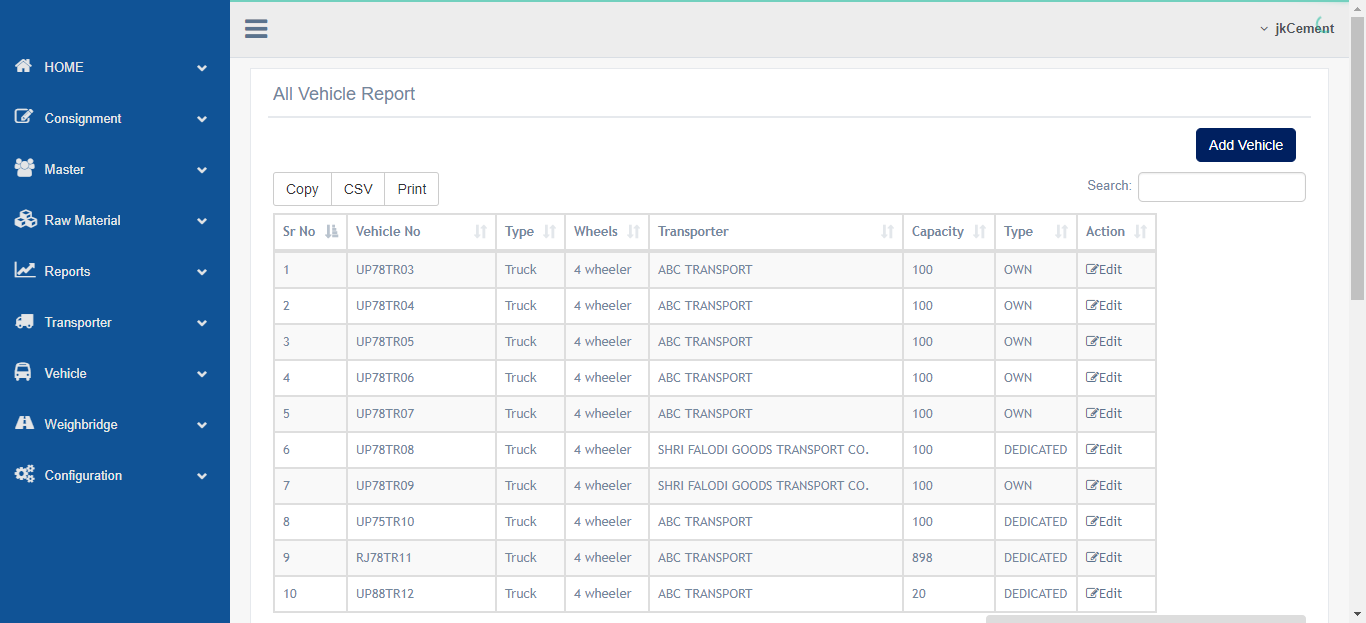 jkCement
HOME
Consignment
Master
Raw Material
Reports
Transporter
Vehicle
Weighbridge
Configuration
All Vehicle Report
Add Vehicle
Copy CSV Print Search:
Sr No Vehicle No Type Wheels Transporter Capacity Type Action
1 UP78TR03 Truck 4 wheeler ABC TRANSPORT 100 OWN Edit
2 UP78TR04 Truck 4 wheeler ABC TRANSPORT 100 OWN Edit
3 UP78TR05 Truck 4 wheeler ABC TRANSPORT 100 OWN Edit
4 UP78TR06 Truck 4 wheeler ABC TRANSPORT 100 OWN Edit
5 UP78TR07 Truck 4 wheeler ABC TRANSPORT 100 OWN Edit
6 UP78TR08 Truck 4 wheeler SHRI FALODI GOODS TRANSPORT CO. 100 DEDICATED Edit
7 UP78TR09 Truck 4 wheeler SHRI FALODI GOODS TRANSPORT CO. 100 OWN Edit
8 UP75TR10 Truck 4 wheeler ABC TRANSPORT 100 DEDICATED Edit
9 RJ78TR11 Truck 4 wheeler ABC TRANSPORT 898 DEDICATED Edit
10 UP88TR12 Truck 4 wheeler ABC TRANSPORT 20 DEDICATED Edit